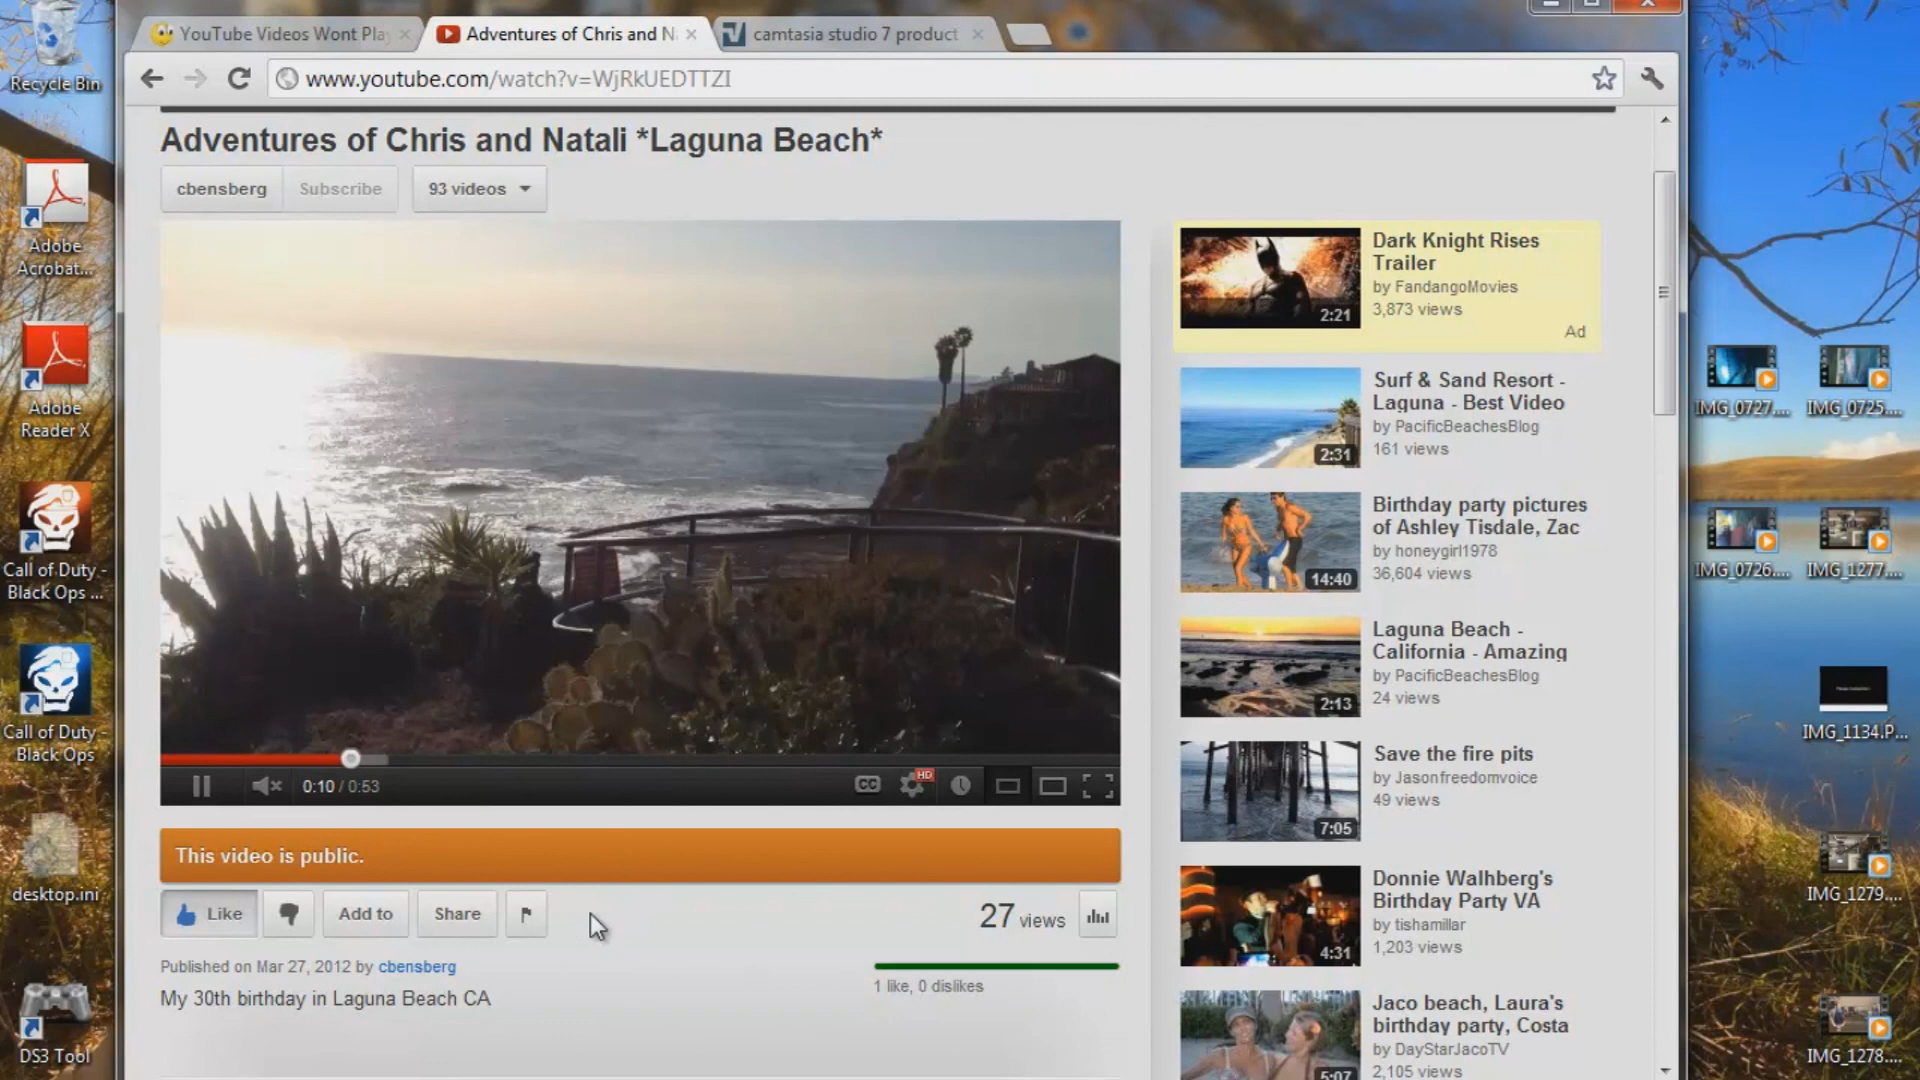 YouTube Videos Wont Play
Adventures of Chris and N
camtasia studio 7 product
www.youtube.com/watch?v=WjRkUEDTTZI
Adventures of Chris and Natali *Laguna Beach*
cbensberg
Subscribe
93 videos
0:10 / 0:53
CC
HD
This video is public.
Like
Add to
Share
27 views
Published on Mar 27, 2012 by cbensberg
My 30th birthday in Laguna Beach CA
1 like, 0 dislikes
Dark Knight Rises
Trailer
by FandangoMovies
3,873 views
Ad
2:21
Surf & Sand Resort -
Laguna - Best Video
by PacificBeachesBlog
161 views
2:31
Birthday party pictures
of Ashley Tisdale, Zac
by honeygirl1978
36,604 views
14:40
Laguna Beach -
California - Amazing
by PacificBeachesBlog
24 views
2:13
Save the fire pits
by Jasonfreedomvoice
49 views
7:05
Donnie Walhberg's
Birthday Party VA
by tishamillar
1,203 views
4:31
Jaco beach, Laura's
birthday party, Costa
by DayStarJacoTV
2,105 views
5:07
Recycle Bin
Adobe
Acrobat...
Adobe
Reader X
Call of Duty -
Black Ops ...
Call of Duty -
Black Ops
desktop.ini
DS3 Tool
IMG_0727....
IMG_0725....
IMG_0726....
IMG_1277....
IMG_1134.P...
IMG_1279....
IMG_1278....